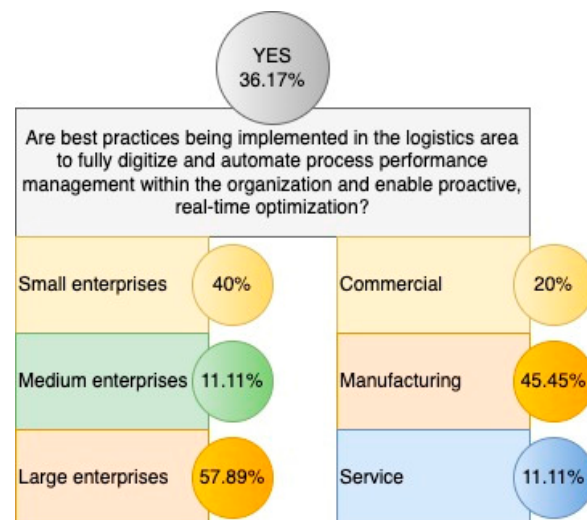 YES
36.17%
Are best practices being implemented in the logistics area
to fully digitize and automate process performance
management within the organization and enable proactive,
real-time optimization?
Small enterprises 40%
Commercial 20%
Medium enterprises 11.11%
Manufacturing 45.45%
Large enterprises 57.89%
Service 11.11%